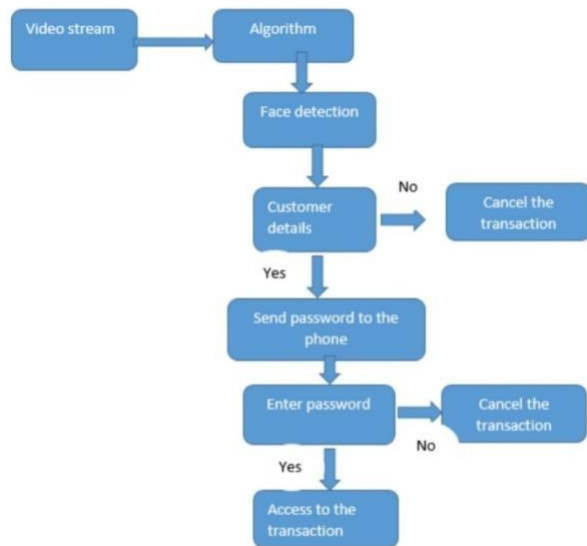 Video stream
Algorithm
Face detection
Customer
details
No
Cancel the
transaction
Yes
Send password to the
phone
Enter password
Cancel the
transaction
No
Yes
Access to the
transaction